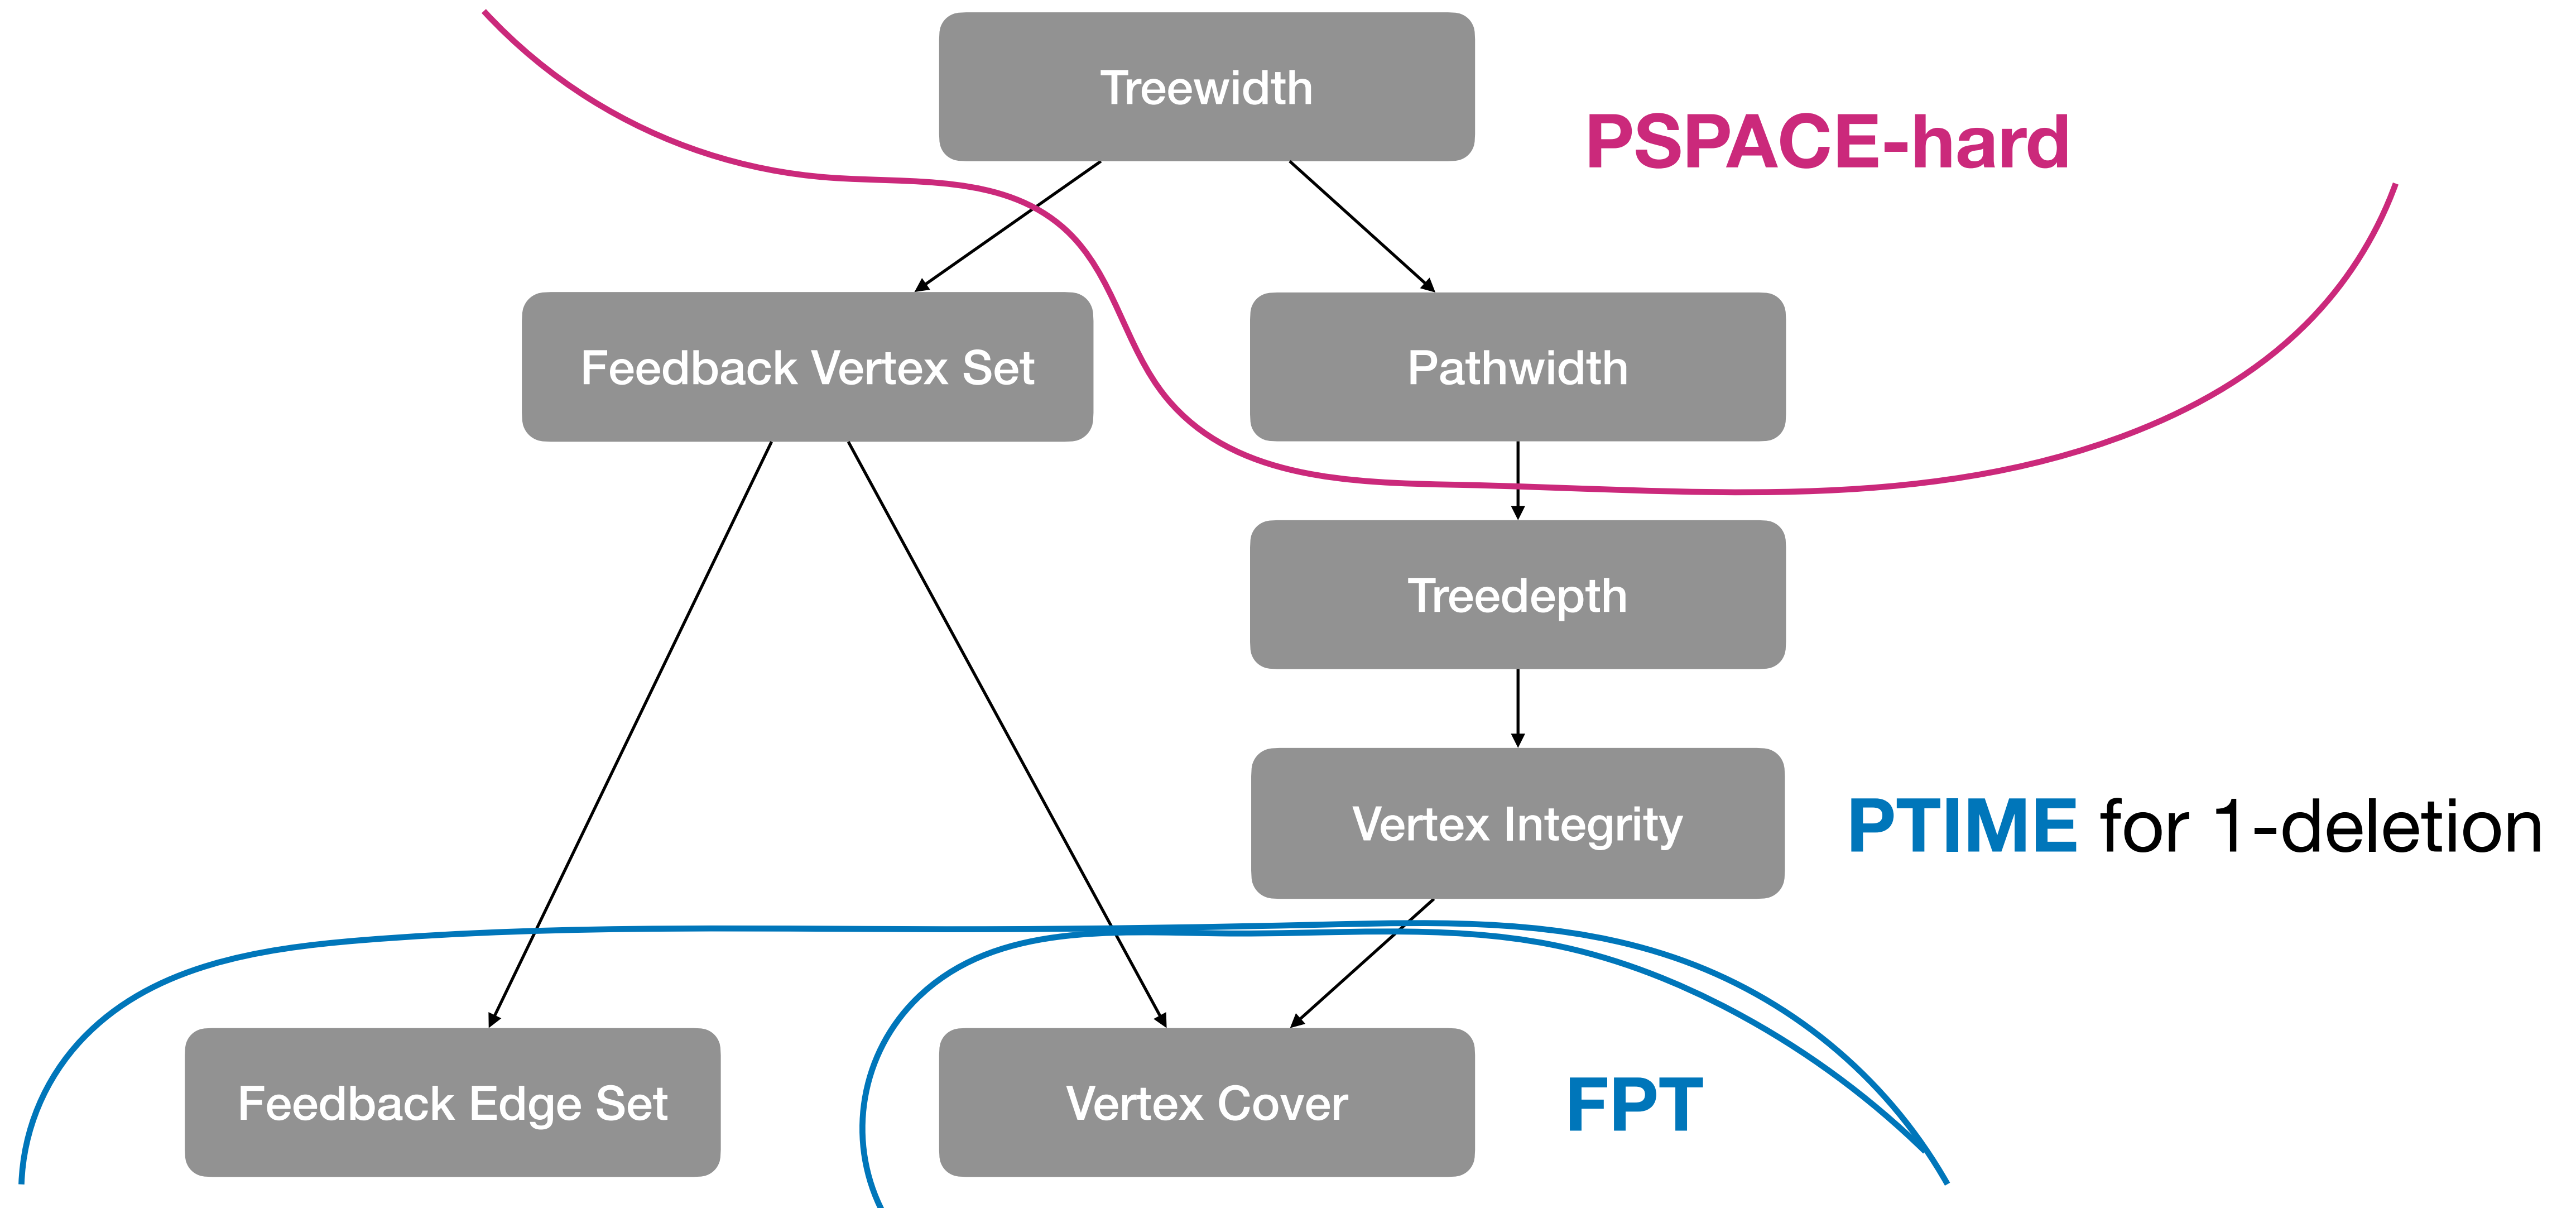 Treewidth
PSPACE-hard
Feedback Vertex Set
Pathwidth
Treedepth
Vertex Integrity
PTIME for 1-deletion
Feedback Edge Set
Vertex Cover
FPT